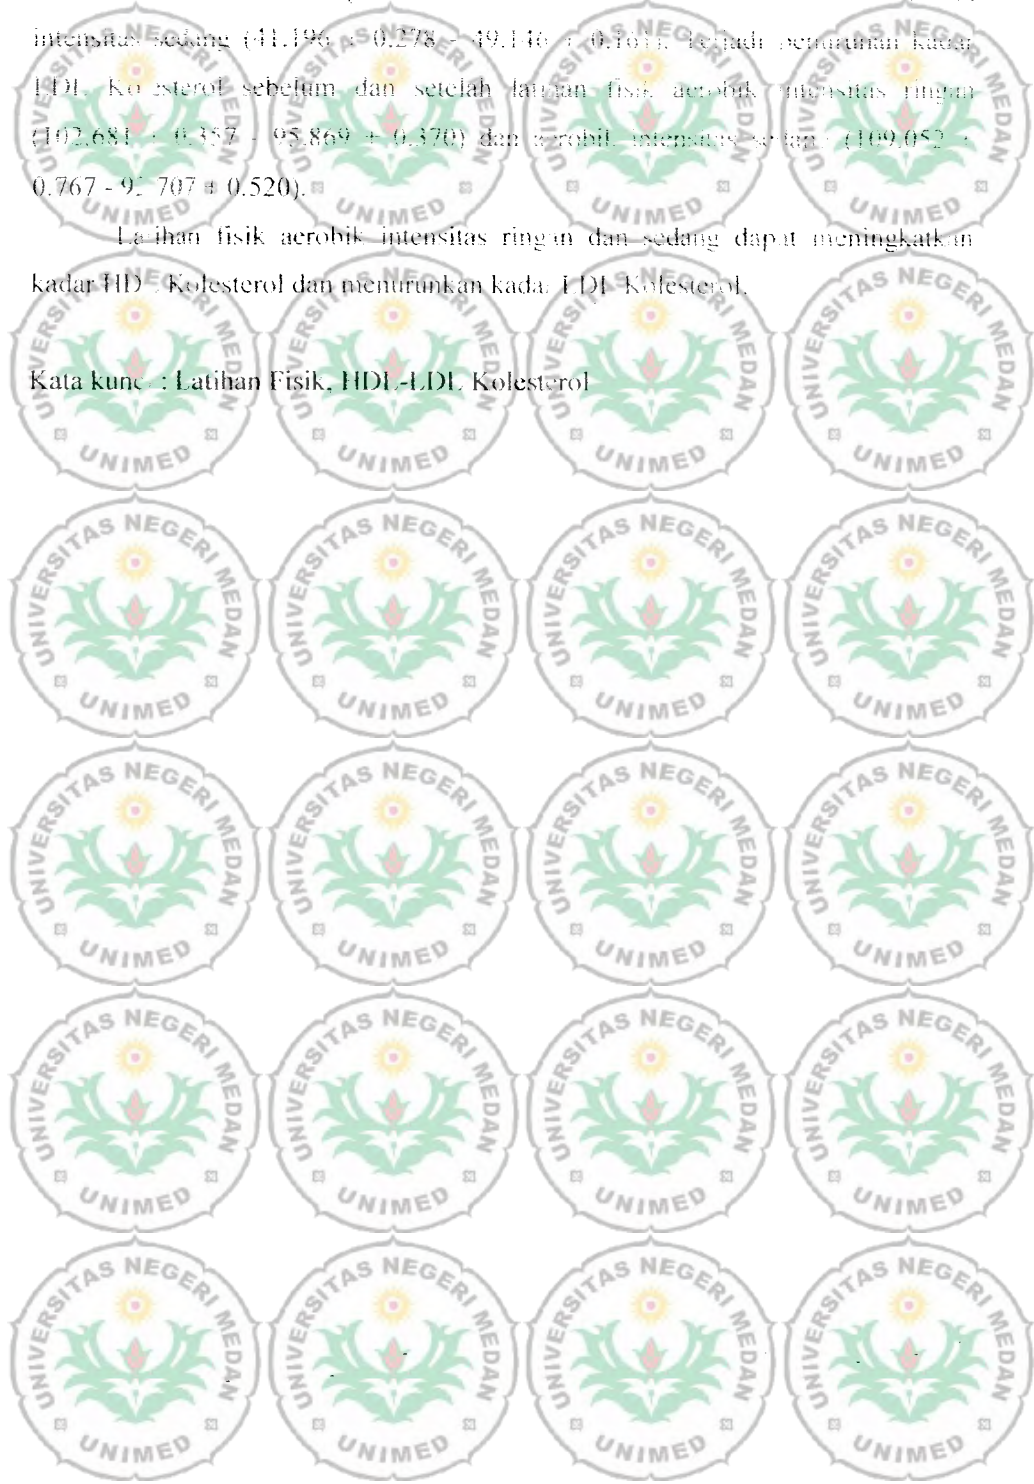 intensitas sedang (41.196 + 0.278 - 49.146 + 0.161). Terjadi penurunan kadar
LDL Kolesterol sebelum dan setelah latihan fisik aerobik intensitas ringan
(102.681 + 0.357 - 95.869 + 0.370) dan aerobik intensitas sedang (109.052 +
0.767 - 707 + 0.520).
Latihan fisik aerobik intensitas ringan dan sedang dapat meningkatkan
kadar HDL Kolesterol dan menurunkan kadar LDL Kolesterol.
Kata kunci : Latihan Fisik, HDL-LDL Kolesterol
UNIVERSITAS NEGERI MEDAN
UNIMED